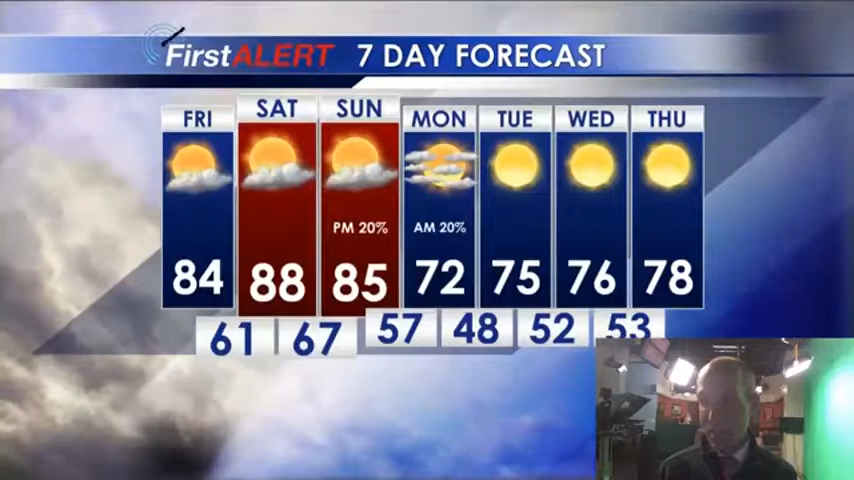 FirstALERT 7 DAY FORECAST
FRI SAT SUN MON TUE WED THU
PM 20% AM 20%
84 88 85 72 75 76 78
61 67 57 48 52 53